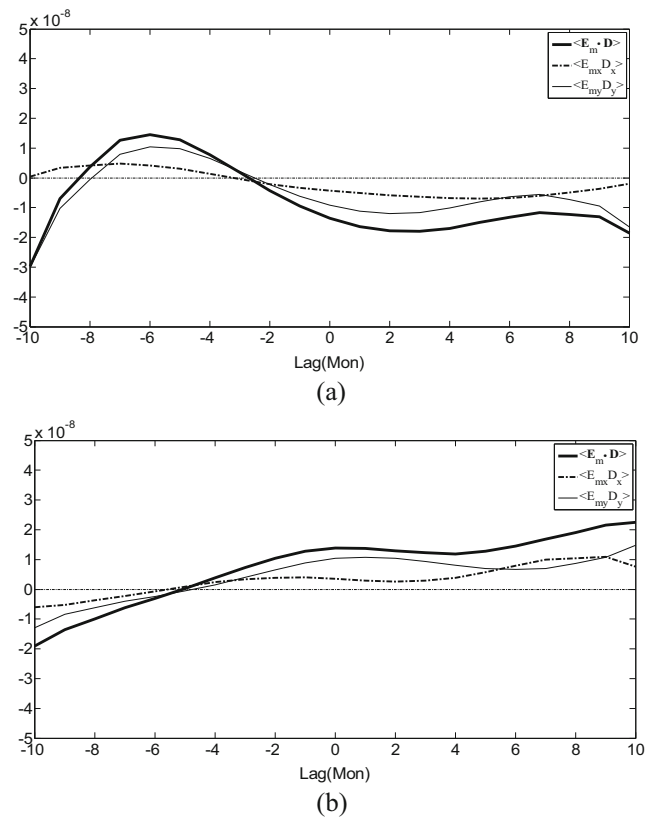 5 x 10^-8
4
3
2
1
0
-1
-2
-3
-4
-5
-10 -8 -6 -4 -2 0 2 4 6 8 10
Lag(Mon)
<E_m·D>
<E_mx D_x>
<E_my D_y>
(a)
5 x 10^-8
4
3
2
1
0
-1
-2
-3
-4
-5
-10 -8 -6 -4 -2 0 2 4 6 8 10
Lag(Mon)
<E_m·D>
<E_mx D_x>
<E_my D_y>
(b)